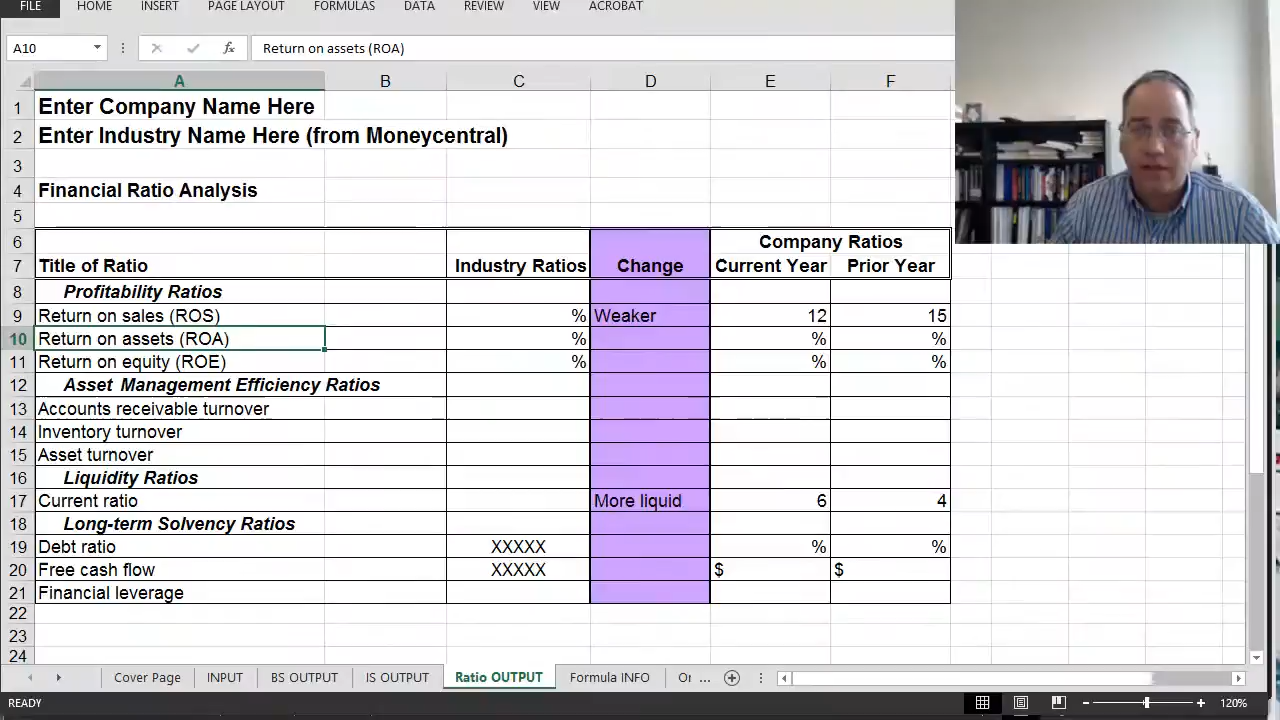 FILE HOME INSERT PAGE LAYOUT FORMULAS DATA REVIEW VIEW ACROBAT
A10 fx Return on assets (ROA)
A B C D E F
1 Enter Company Name Here
2 Enter Industry Name Here (from Moneycentral)
3
4 Financial Ratio Analysis
5
6 Company Ratios
7 Title of Ratio Industry Ratios Change Current Year Prior Year
8 Profitability Ratios
9 Return on sales (ROS) % Weaker 12 15
10 Return on assets (ROA) % % %
11 Return on equity (ROE) % % %
12 Asset Management Efficiency Ratios
13 Accounts receivable turnover
14 Inventory turnover
15 Asset turnover
16 Liquidity Ratios
17 Current ratio More liquid 6 4
18 Long-term Solvency Ratios
19 Debt ratio XXXXX % %
20 Free cash flow XXXXX $ $
21 Financial leverage
22
23
24
Cover Page INPUT BS OUTPUT IS OUTPUT Ratio OUTPUT Formula INFO Or ...
READY 120%